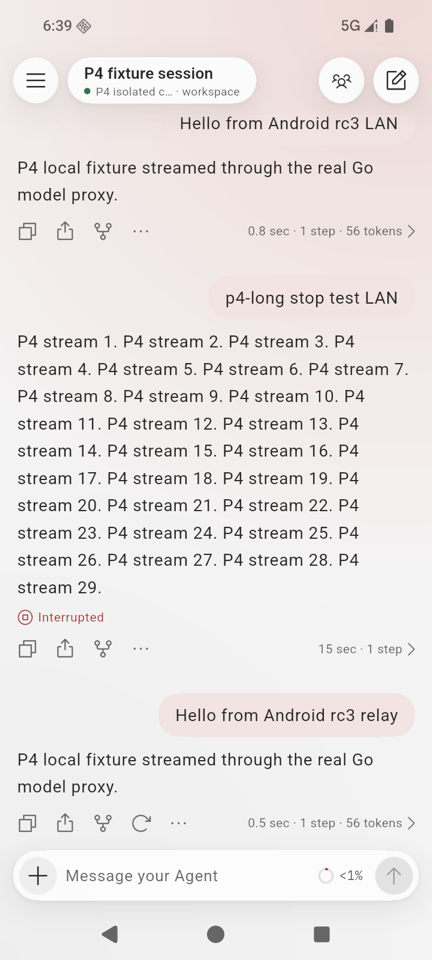 6:39
5G
P4 fixture session
P4 isolated c... · workspace
Hello from Android rc3 LAN
P4 local fixture streamed through the real Go
model proxy.
0.8 sec · 1 step · 56 tokens
p4-long stop test LAN
P4 stream 1. P4 stream 2. P4 stream 3. P4
stream 4. P4 stream 5. P4 stream 6. P4 stream 7.
P4 stream 8. P4 stream 9. P4 stream 10. P4
stream 11. P4 stream 12. P4 stream 13. P4
stream 14. P4 stream 15. P4 stream 16. P4
stream 17. P4 stream 18. P4 stream 19. P4
stream 20. P4 stream 21. P4 stream 22. P4
stream 23. P4 stream 24. P4 stream 25. P4
stream 26. P4 stream 27. P4 stream 28. P4
stream 29.
Interrupted
15 sec · 1 step
Hello from Android rc3 relay
P4 local fixture streamed through the real Go
model proxy.
0.5 sec · 1 step · 56 tokens
Message your Agent
<1%